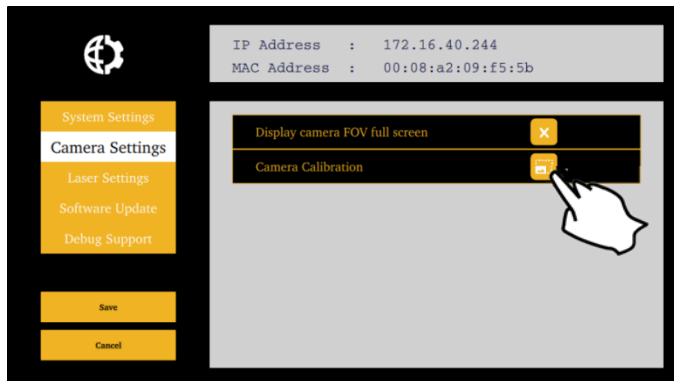 IP Address : 172.16.40.244
MAC Address : 00:08:a2:09:f5:5b
System Settings
Camera Settings
Laser Settings
Software Update
Debug Support
Save
Cancel
Display camera FOV full screen
Camera Calibration